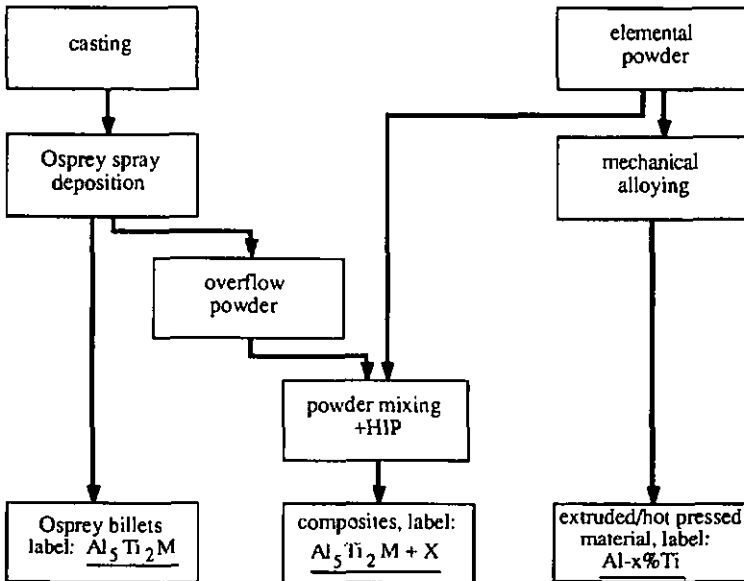 casting
elemental
powder
Osprey spray
deposition
mechanical
alloying
overflow
powder
powder mixing
+HIP
Osprey billets
label: Al₅Ti₂M
composites, label:
Al₅Ti₂M + X
extruded/hot pressed
material, label:
Al-x%Ti